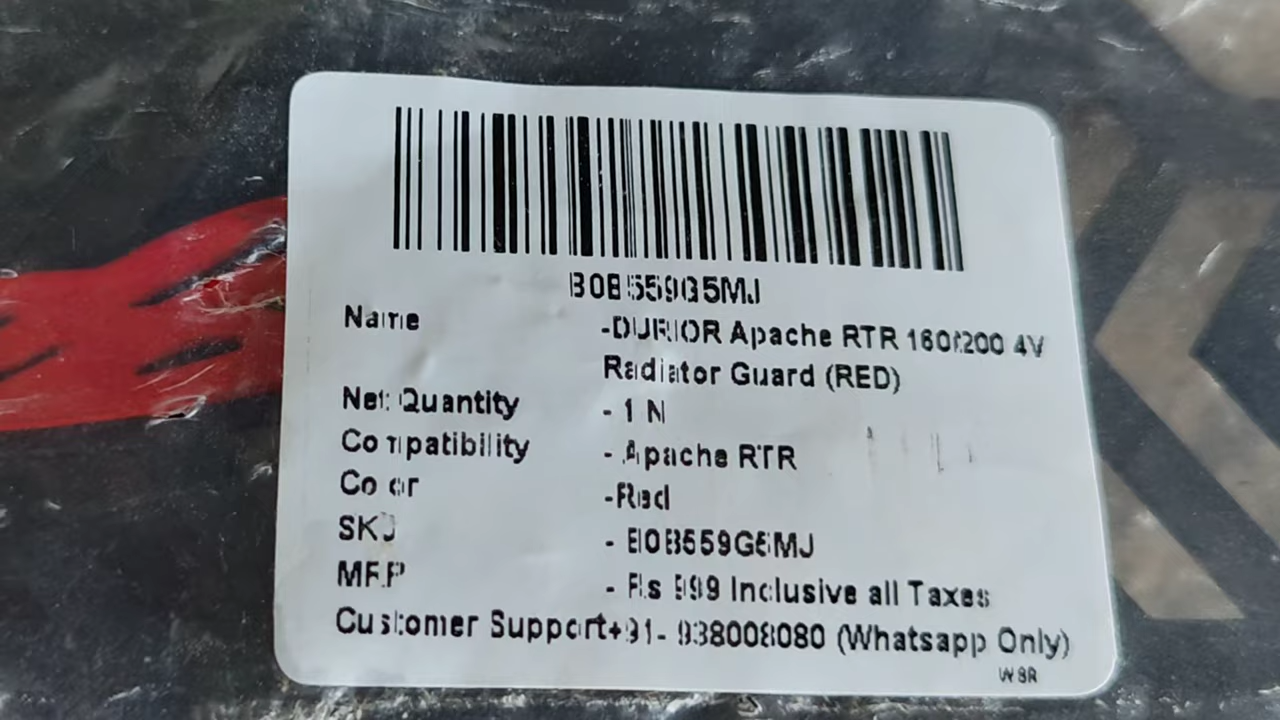 B0B559G5MJ
Name -DURIOR Apache RTR 160/200 4V
Radiator Guard (RED)
Net Quantity - 1 N
Compatibility - Apache RTR
Color -Red
SKU - B0B559G5MJ
MRP - Rs 999 Inclusive all Taxes
Customer Support+91- 938008080 (Whatsapp Only)